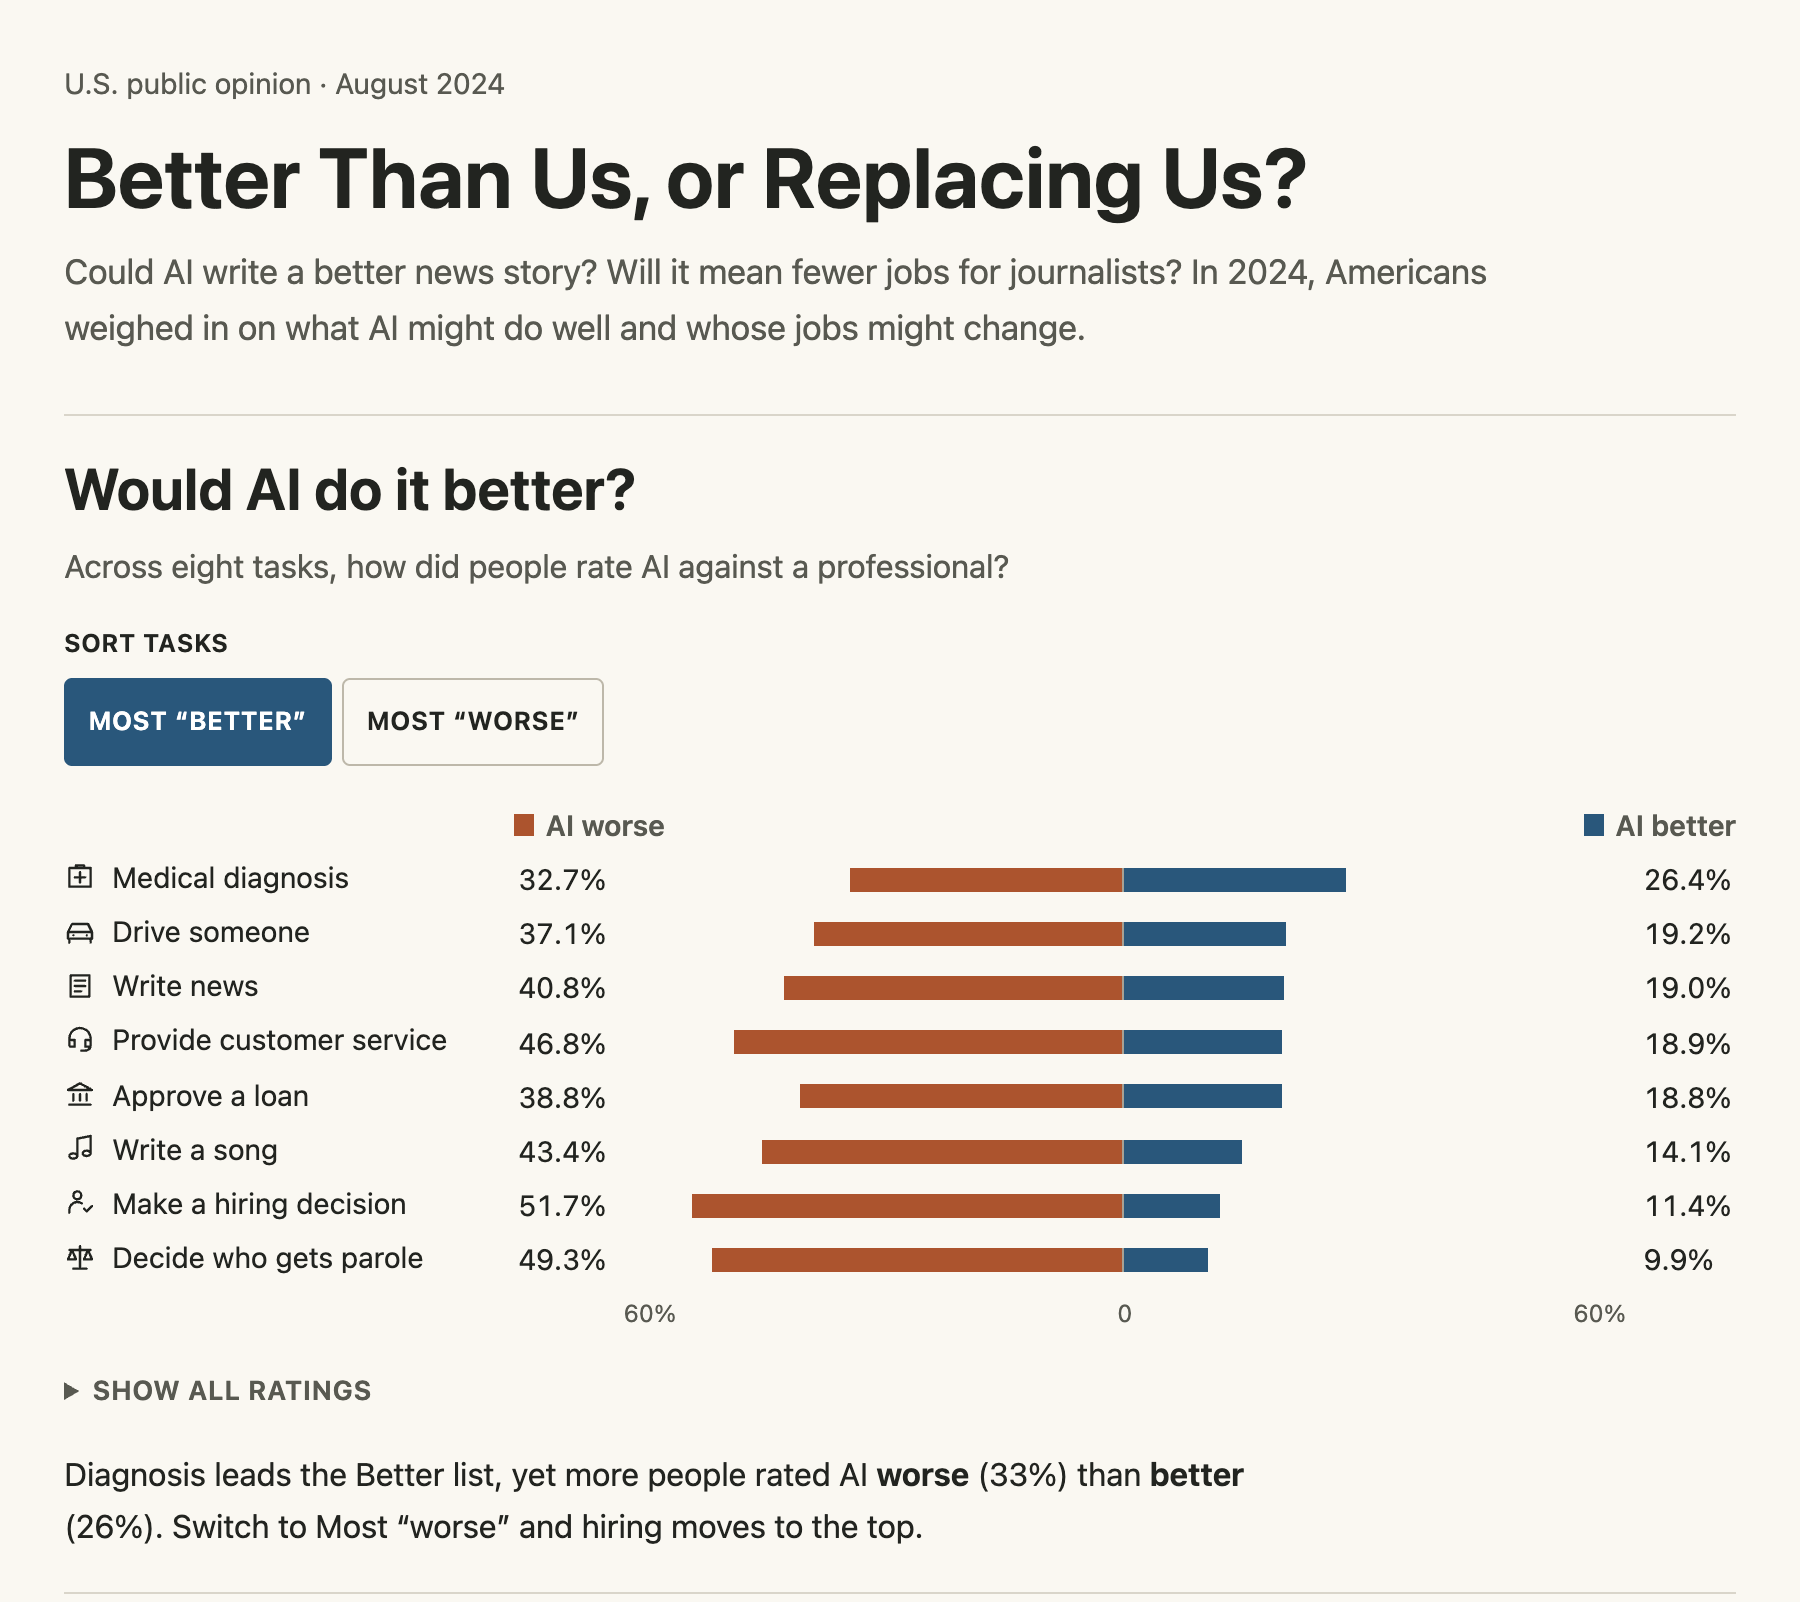 U.S. public opinion · August 2024
Better Than Us, or Replacing Us?
Could AI write a better news story? Will it mean fewer jobs for journalists? In 2024, Americans
weighed in on what AI might do well and whose jobs might change.
Would AI do it better?
Across eight tasks, how did people rate AI against a professional?
SORT TASKS
MOST “BETTER” MOST “WORSE”
AI worse AI better
Medical diagnosis 32.7% 26.4%
Drive someone 37.1% 19.2%
Write news 40.8% 19.0%
Provide customer service 46.8% 18.9%
Approve a loan 38.8% 18.8%
Write a song 43.4% 14.1%
Make a hiring decision 51.7% 11.4%
Decide who gets parole 49.3% 9.9%
60% 0 60%
SHOW ALL RATINGS
Diagnosis leads the Better list, yet more people rated AI worse (33%) than better
(26%). Switch to Most “worse” and hiring moves to the top.